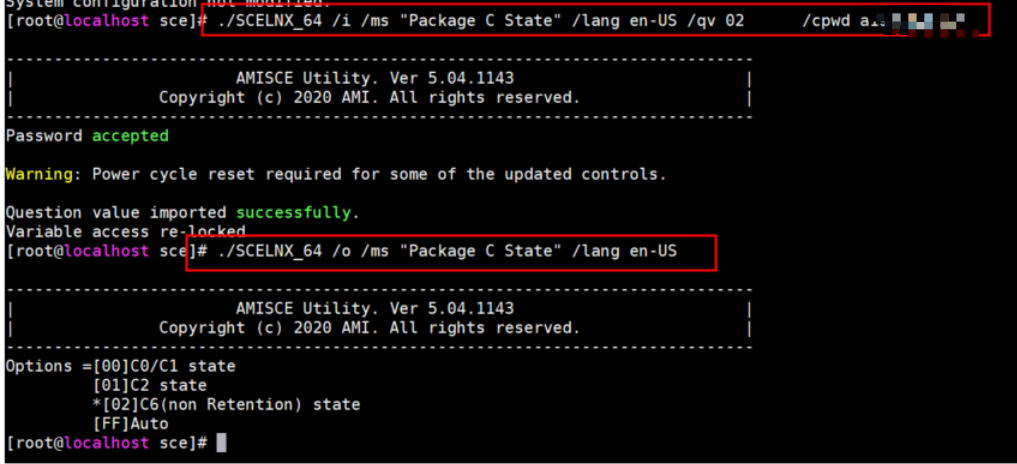 System configuration not modified.
[root@localhost sce]# ./SCELNX_64 /i /ms "Package C State" /lang en-US /qv 02 /cpwd
--------------------------------------------------------------------------------
| AMISCE Utility. Ver 5.04.1143 |
| Copyright (c) 2020 AMI. All rights reserved. |
--------------------------------------------------------------------------------
Password accepted
Warning: Power cycle reset required for some of the updated controls.
Question value imported successfully.
Variable access re-locked
[root@localhost sce]# ./SCELNX_64 /o /ms "Package C State" /lang en-US
--------------------------------------------------------------------------------
| AMISCE Utility. Ver 5.04.1143 |
| Copyright (c) 2020 AMI. All rights reserved. |
--------------------------------------------------------------------------------
Options =[00]C0/C1 state
[01]C2 state
*[02]C6(non Retention) state
[FF]Auto
[root@localhost sce]#